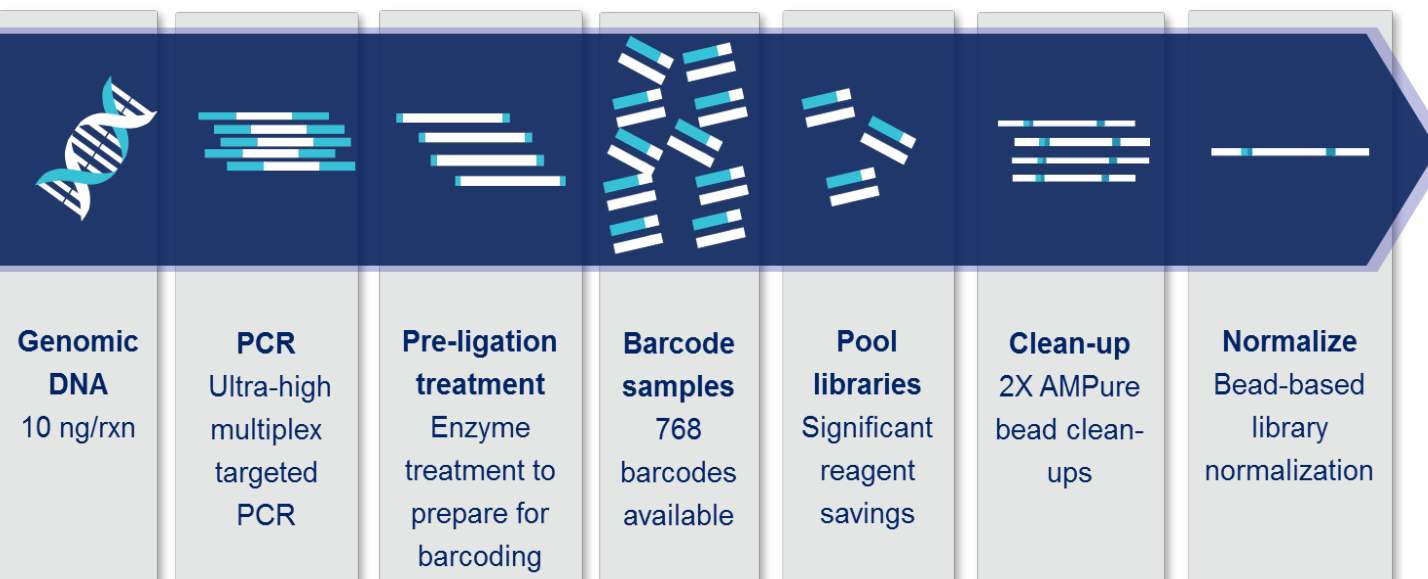 Genomic
DNA
10 ng/rxn
PCR
Ultra-high
multiplex
targeted
PCR
Pre-ligation
treatment
Enzyme
treatment to
prepare for
barcoding
Barcode
samples
768
barcodes
available
Pool
libraries
Significant
reagent
savings
Clean-up
2X AMPure
bead clean-
ups
Normalize
Bead-based
library
normalization